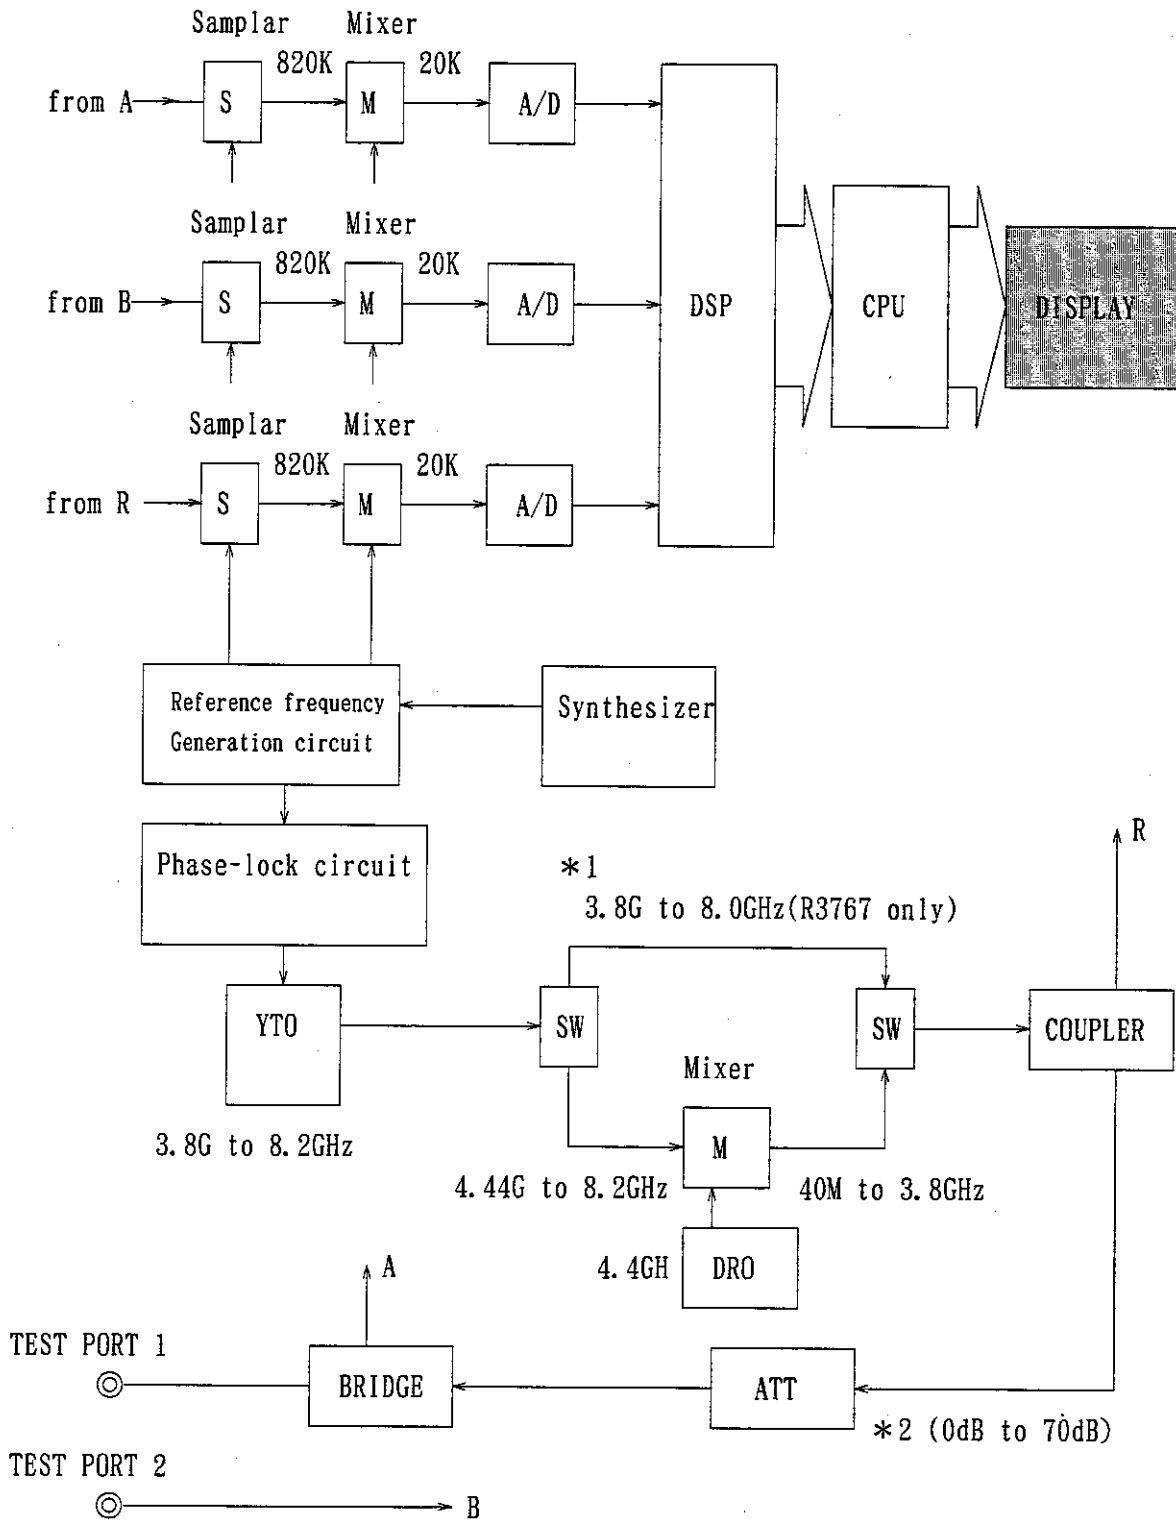 Samplar Mixer
820K 20K
from A S M A/D
Samplar Mixer
820K 20K
from B S M A/D DSP CPU DISPLAY
Samplar Mixer
820K 20K
from R S M A/D
Reference frequency
Generation circuit
Synthesizer
Phase-lock circuit
R
*1
3.8G to 8.0GHz(R3767 only)
YTO SW SW COUPLER
Mixer
3.8G to 8.2GHz
M
4.44G to 8.2GHz 40M to 3.8GHz
4.4GH DRO
A
TEST PORT 1
BRIDGE ATT
*2 (0dB to 70dB)
TEST PORT 2
B